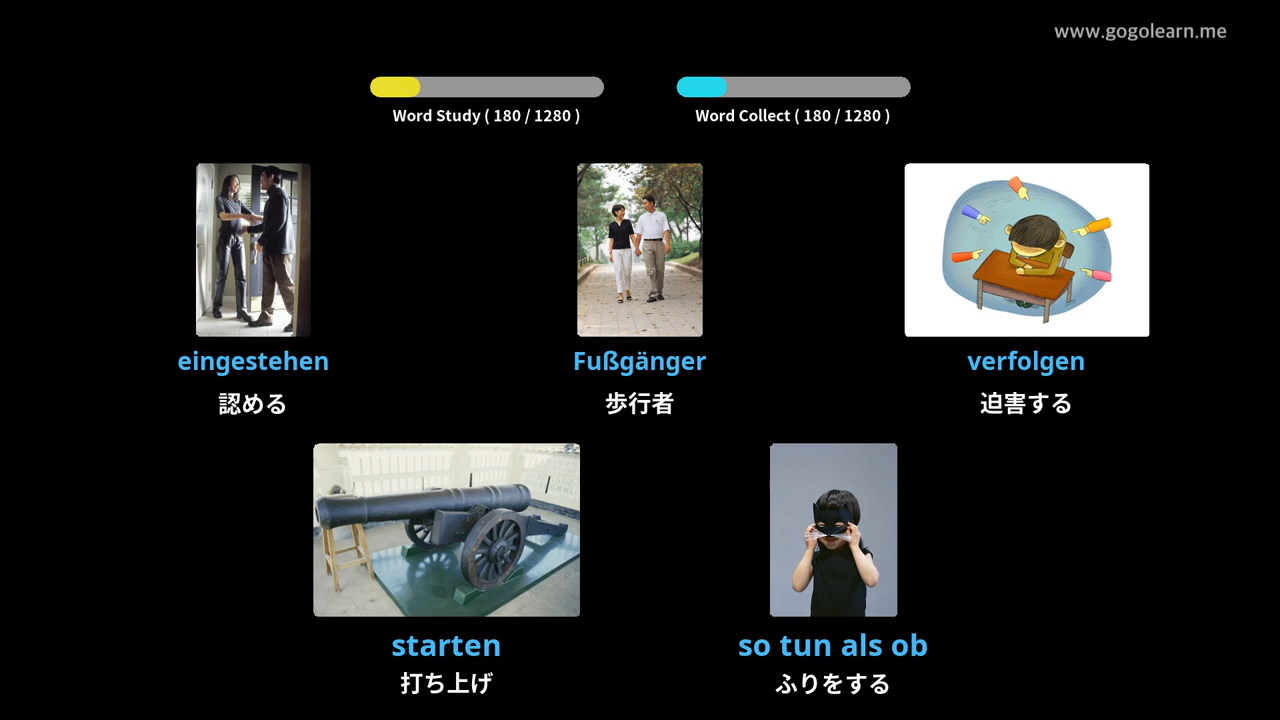 www.gogolearn.me
Word Study ( 180 / 1280 )
Word Collect ( 180 / 1280 )
eingestehen
認める
Fußgänger
歩行者
verfolgen
迫害する
starten
打ち上げ
so tun als ob
ふりをする